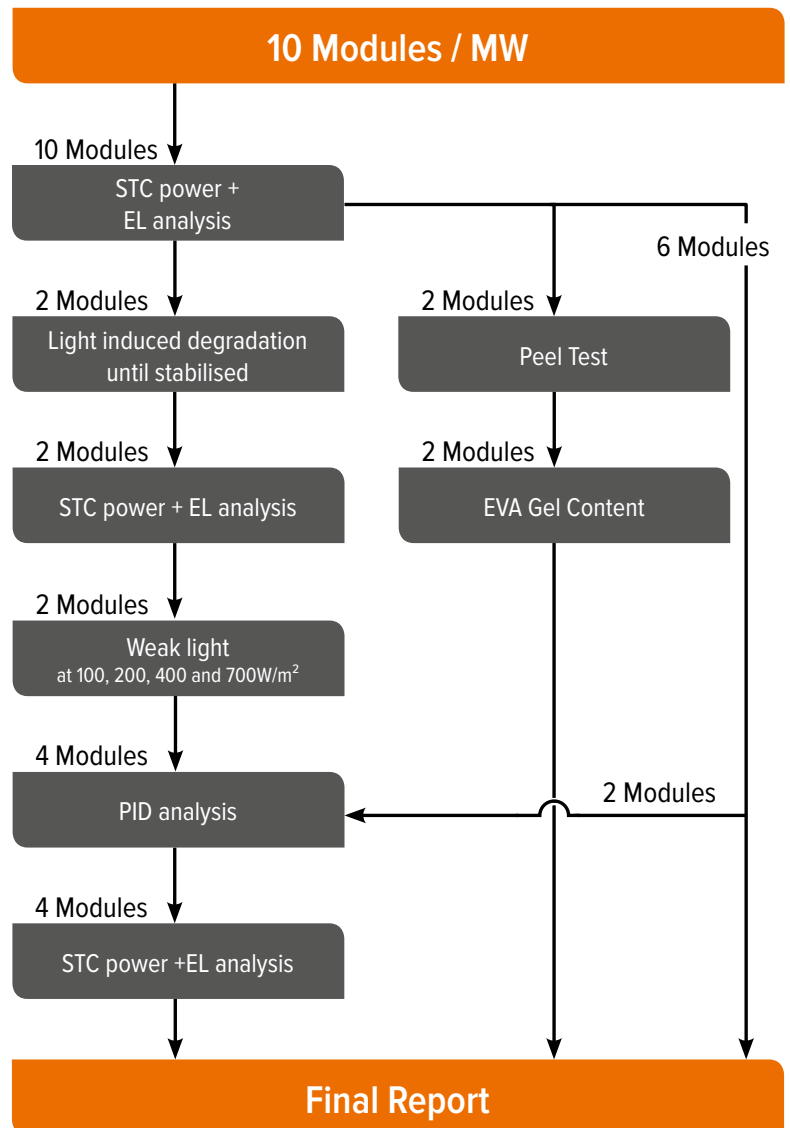 10 Modules / MW
10 Modules
STC power +
EL analysis
6 Modules
2 Modules
Light induced degradation
until stabilised
2 Modules
Peel Test
2 Modules
STC power + EL analysis
2 Modules
EVA Gel Content
2 Modules
Weak light
at 100, 200, 400 and 700W/m²
4 Modules
PID analysis
2 Modules
4 Modules
STC power +EL analysis
Final Report